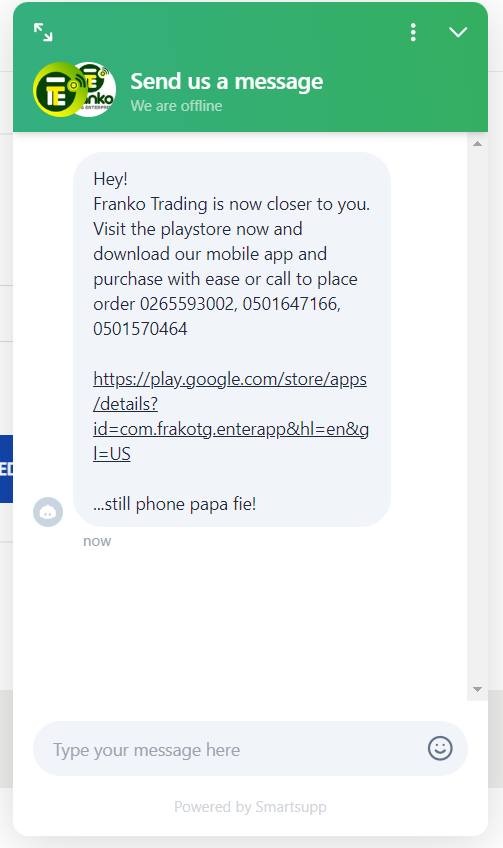 Send us a message
We are offline
Hey!
Franko Trading is now closer to you.
Visit the playstore now and
download our mobile app and
purchase with ease or call to place
order 0265593002, 0501647166,
0501570464
https://play.google.com/store/apps
/details?
id=com.frakotg.enterapp&hl=en&g
l=US
...still phone papa fie!
now
Type your message here
Powered by Smartsupp